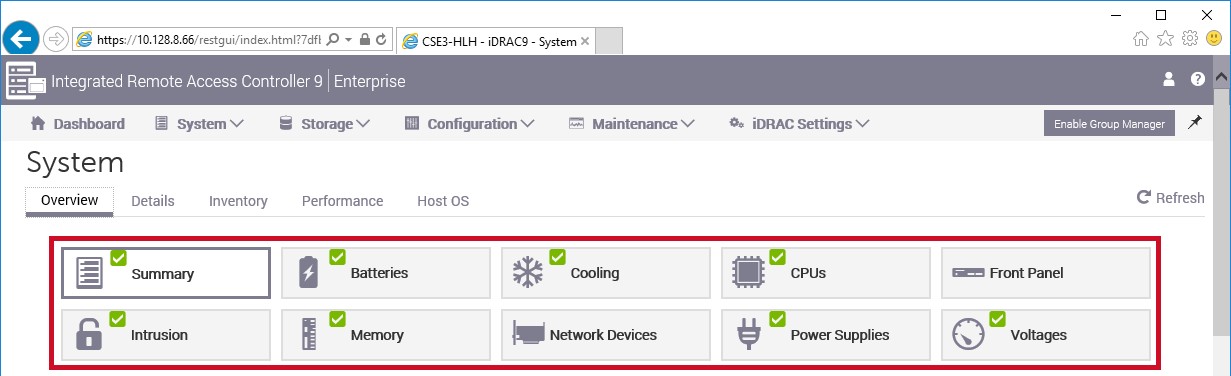 https://10.128.8.66/restgui/index.html?7dfb
CSE3-HLH - iDRAC9 - System
Integrated Remote Access Controller 9 | Enterprise
Dashboard System Storage Configuration Maintenance iDRAC Settings Enable Group Manager
System
Overview Details Inventory Performance Host OS Refresh
Summary Batteries Cooling CPUs Front Panel
Intrusion Memory Network Devices Power Supplies Voltages